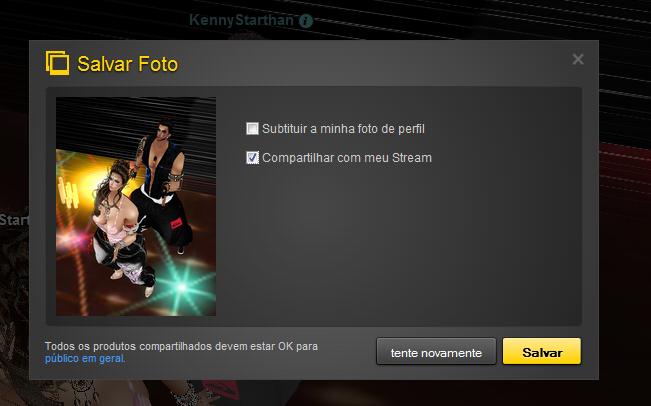 KennyStarthan
Salvar Foto
Subtituir a minha foto de perfil
Compartilhar com meu Stream
Start
Todos os produtos compartilhados devem estar OK para
público em geral.
tente novamente
Salvar